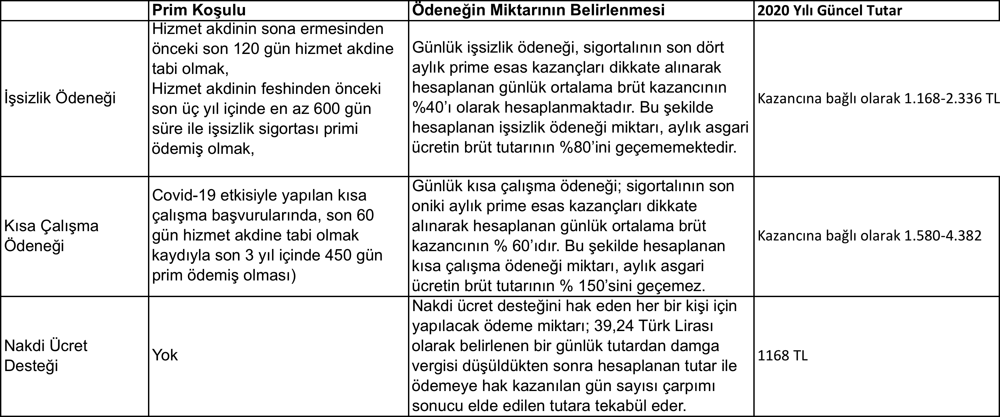 Prim Koşulu
Ödeneğin Miktarının Belirlenmesi
2020 Yılı Güncel Tutar
İşsizlik Ödeneği
Hizmet akdinin sona ermesinden
önceki son 120 gün hizmet akdine
tabi olmak,
Hizmet akdinin feshinden önceki
son üç yıl içinde en az 600 gün
süre ile işsizlik sigortası primi
ödemiş olmak,
Günlük işsizlik ödeneği, sigortalının son dört
aylık prime esas kazançları dikkate alınarak
hesaplanan günlük ortalama brüt kazancının
%40’ı olarak hesaplanmaktadır. Bu şekilde
hesaplanan işsizlik ödeneği miktarı, aylık asgari
ücretin brüt tutarının %80’ini geçememektedir.
Kazancına bağlı olarak 1.168-2.336 TL
Kısa Çalışma
Ödeneği
Covid-19 etkisiyle yapılan kısa
çalışma başvurularında, son 60
gün hizmet akdine tabi olmak
kaydıyla son 3 yıl içinde 450 gün
prim ödemiş olması)
Günlük kısa çalışma ödeneği; sigortalının son
oniki aylık prime esas kazançları dikkate
alınarak hesaplanan günlük ortalama brüt
kazancının % 60’ıdır. Bu şekilde hesaplanan
kısa çalışma ödeneği miktarı, aylık asgari
ücretin brüt tutarının % 150’sini geçemez.
Kazancına bağlı olarak 1.580-4.382
Nakdi Ücret
Desteği
Yok
Nakdi ücret desteğini hak eden her bir kişi için
yapılacak ödeme miktarı; 39,24 Türk Lirası
olarak belirlenen bir günlük tutardan damga
vergisi düşüldükten sonra hesaplanan tutar ile
ödemeye hak kazanılan gün sayısı çarpımı
sonucu elde edilen tutara tekabül eder.
1168 TL